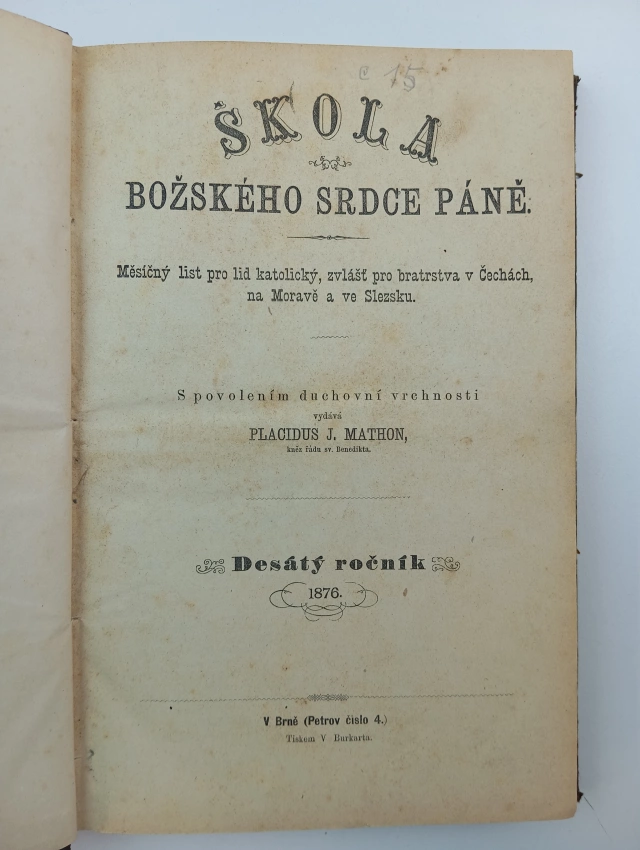 c 15
ŠKOLA
BOŽSKÉHO SRDCE PÁNĚ.
Měsíčný list pro lid katolický, zvlášť pro bratrstva v Čechách,
na Moravě a ve Slezsku.
S povolením duchovní vrchnosti
vydává
PLACIDUS J. MATHON,
kněz řádu sv. Benedikta.
Desátý ročník
1876.
V Brně (Petrov číslo 4.)
Tiskem V. Burkarta.